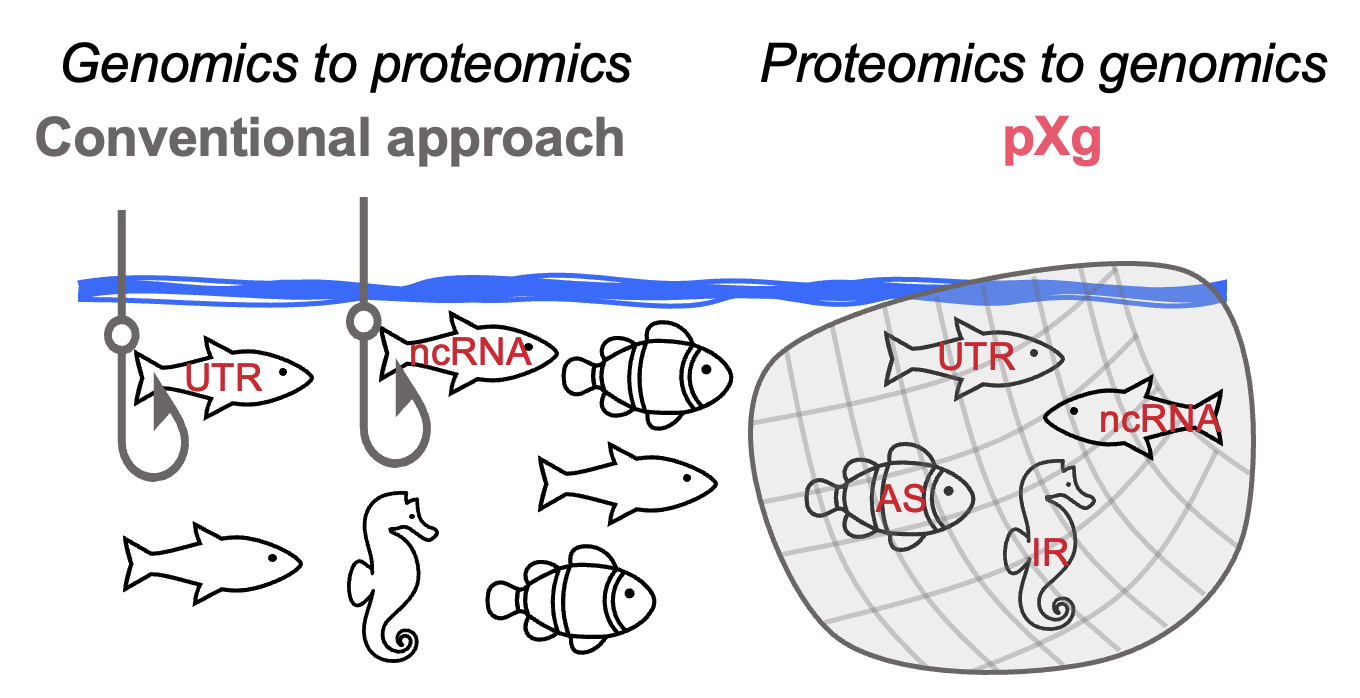 Genomics to proteomics
Conventional approach
UTR
ncRNA
Proteomics to genomics
pXg
UTR
ncRNA
AS
IR